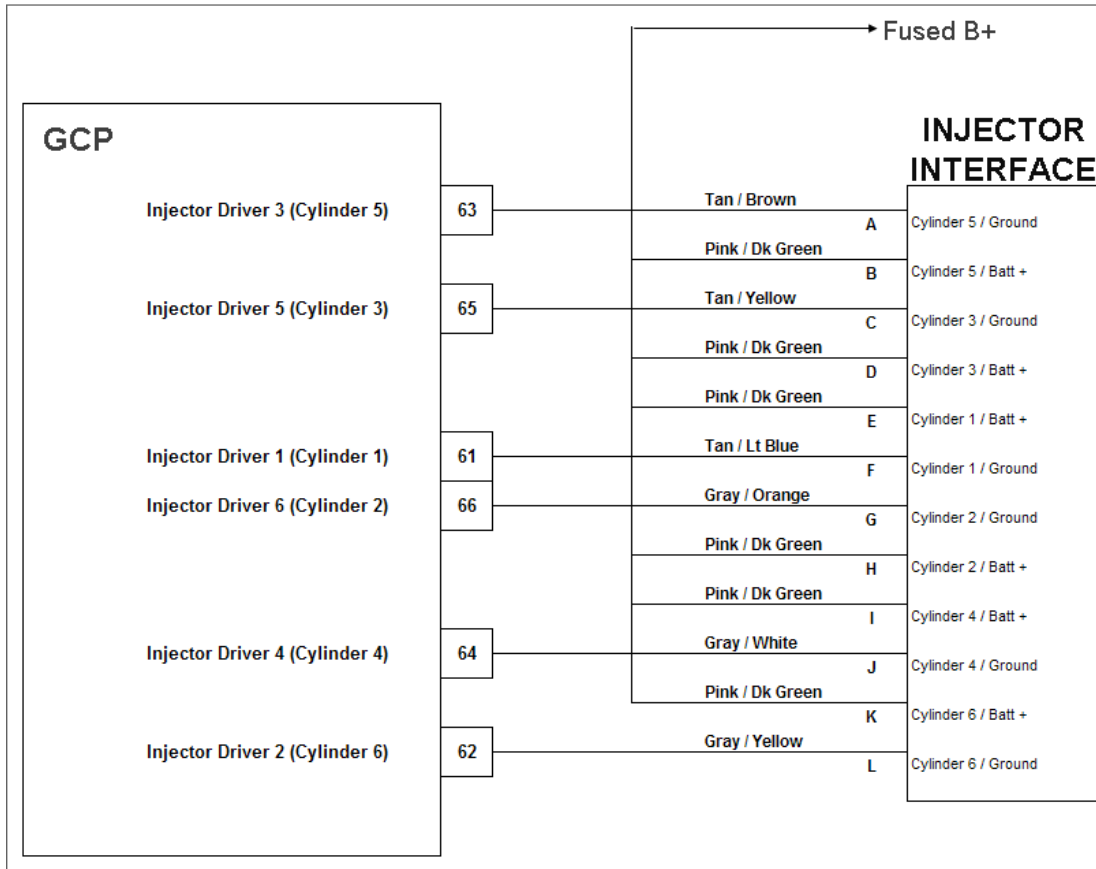 Fused B+
GCP
INJECTOR
INTERFACE
Injector Driver 3 (Cylinder 5)
63
Tan / Brown
A
Cylinder 5 / Ground
Pink / Dk Green
B
Cylinder 5 / Batt +
Injector Driver 5 (Cylinder 3)
65
Tan / Yellow
C
Cylinder 3 / Ground
Pink / Dk Green
D
Cylinder 3 / Batt +
Pink / Dk Green
E
Cylinder 1 / Batt +
Injector Driver 1 (Cylinder 1)
61
Tan / Lt Blue
F
Cylinder 1 / Ground
Injector Driver 6 (Cylinder 2)
66
Gray / Orange
G
Cylinder 2 / Ground
Pink / Dk Green
H
Cylinder 2 / Batt +
Pink / Dk Green
I
Cylinder 4 / Batt +
Injector Driver 4 (Cylinder 4)
64
Gray / White
J
Cylinder 4 / Ground
Pink / Dk Green
K
Cylinder 6 / Batt +
Injector Driver 2 (Cylinder 6)
62
Gray / Yellow
L
Cylinder 6 / Ground